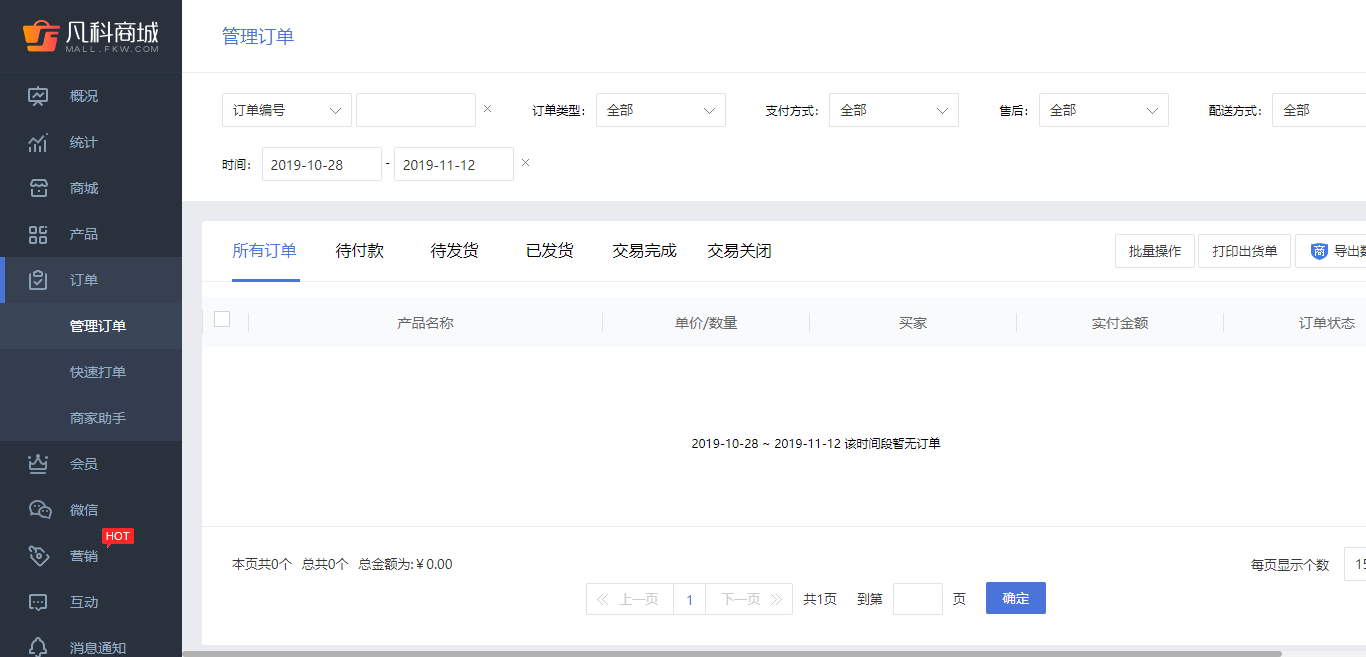 凡科商城
MALL.FKW.COM
概况
统计
商城
产品
订单
管理订单
快速打单
商家助手
会员
微信
HOT
营销
互动
消息通知
管理订单
订单编号 × 订单类型: 全部 支付方式: 全部 售后: 全部 配送方式: 全部
时间: 2019-10-28 - 2019-11-12 ×
所有订单 待付款 待发货 已发货 交易完成 交易关闭 批量操作 打印出货单 商 导出数
产品名称 单价/数量 买家 实付金额 订单状态
2019-10-28 ~ 2019-11-12 该时间段暂无订单
本页共0个 总共0个 总金额为:¥0.00 每页显示个数 15
上一页 1 下一页 共1页 到第 页 确定